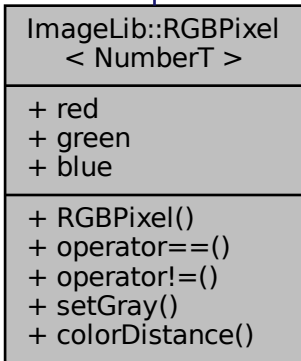 ImageLib::RGBPixel
< NumberT >
+ red
+ green
+ blue
+ RGBPixel()
+ operator==()
+ operator!=()
+ setGray()
+ colorDistance()